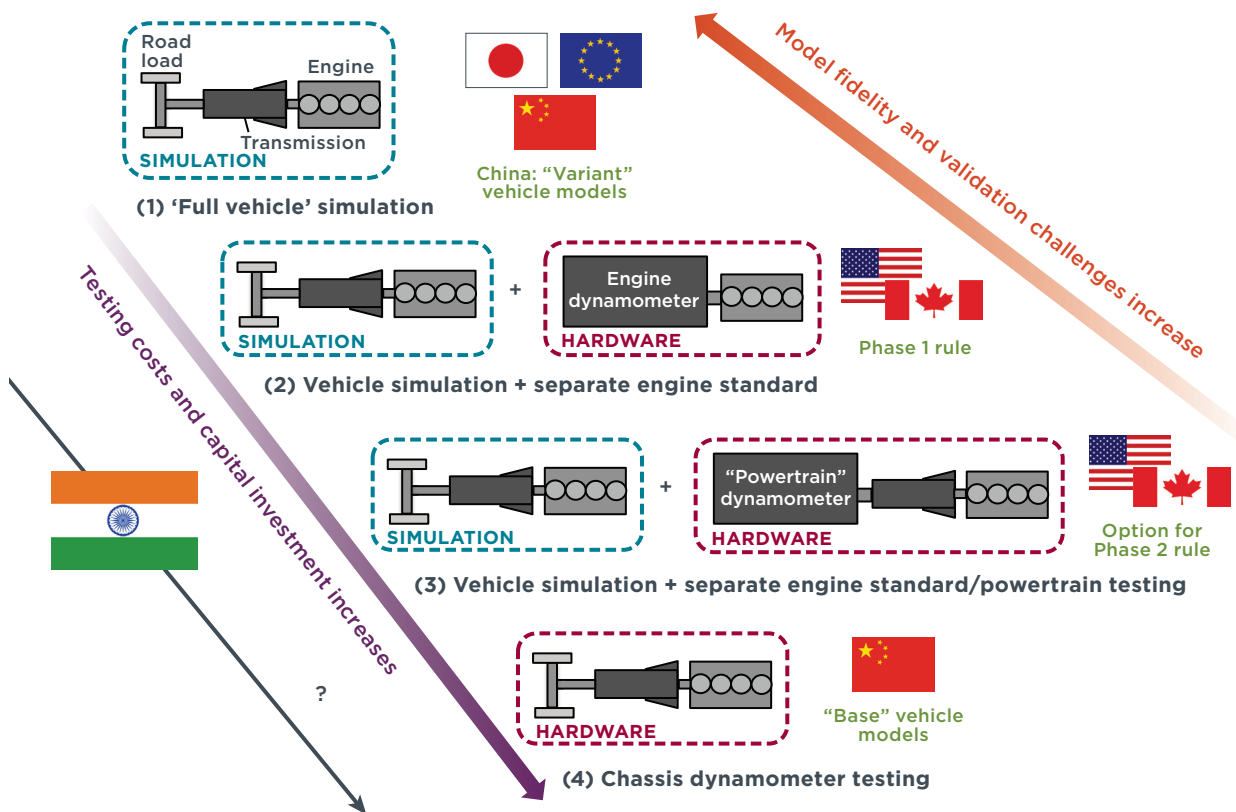 Road
load
Engine
Transmission
SIMULATION
China: “Variant”
vehicle models
(1) ‘Full vehicle’ simulation
Model fidelity and validation challenges increase
Testing costs and capital investment increases
+
Engine
dynamometer
SIMULATION
HARDWARE
Phase 1 rule
(2) Vehicle simulation + separate engine standard
+
“Powertrain”
dynamometer
SIMULATION
HARDWARE
Option for
Phase 2 rule
(3) Vehicle simulation + separate engine standard/powertrain testing
?
HARDWARE
“Base” vehicle
models
(4) Chassis dynamometer testing